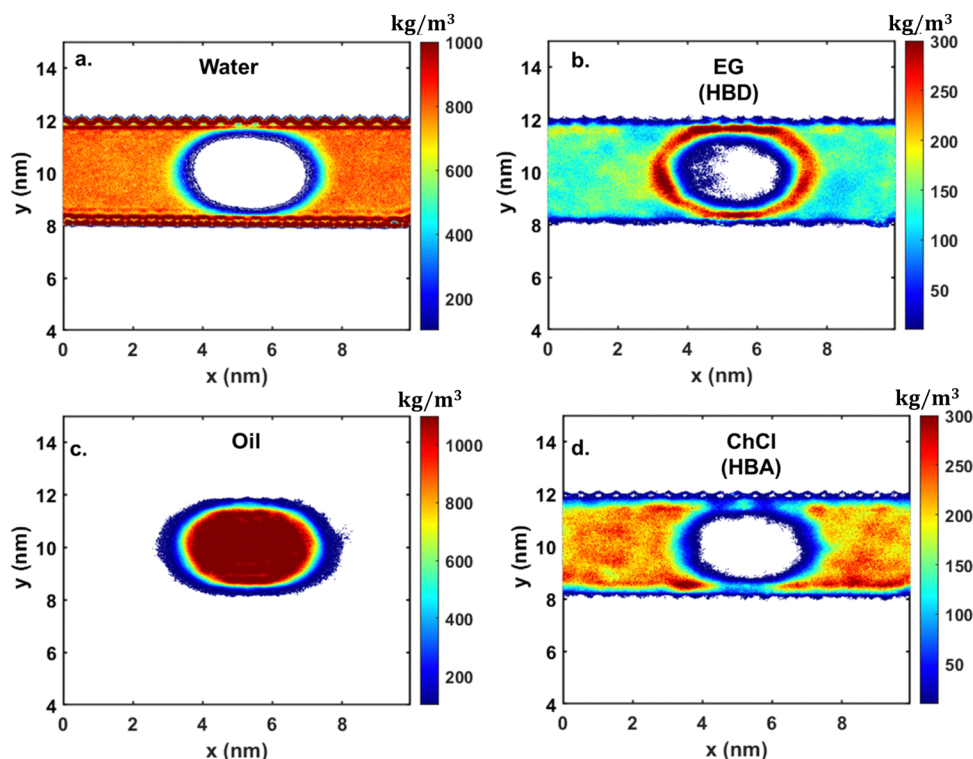 kg/m³
a.
Water
14
12
10
8
6
4
y (nm)
0 2 4 6 8
x (nm)
1000
800
600
400
200
kg/m³
b.
EG
(HBD)
14
12
10
8
6
4
y (nm)
0 2 4 6 8
x (nm)
300
250
200
150
100
50
kg/m³
c.
Oil
14
12
10
8
6
4
y (nm)
0 2 4 6 8
x (nm)
1000
800
600
400
200
kg/m³
d.
ChCl
(HBA)
14
12
10
8
6
4
y (nm)
0 2 4 6 8
x (nm)
300
250
200
150
100
50